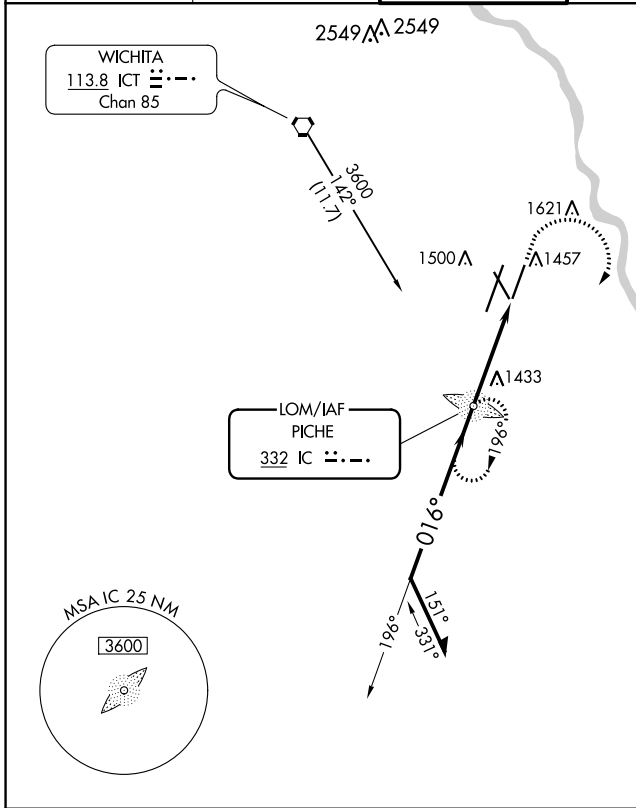 2549 2549
WICHITA
113.8 ICT
Chan 85
3600
142°
(11.7)
1621
1500
1457
1433
LOM/IAF
PICHE
332 IC
196°
016°
151°
331°
196°
MSA IC 25 NM
3600